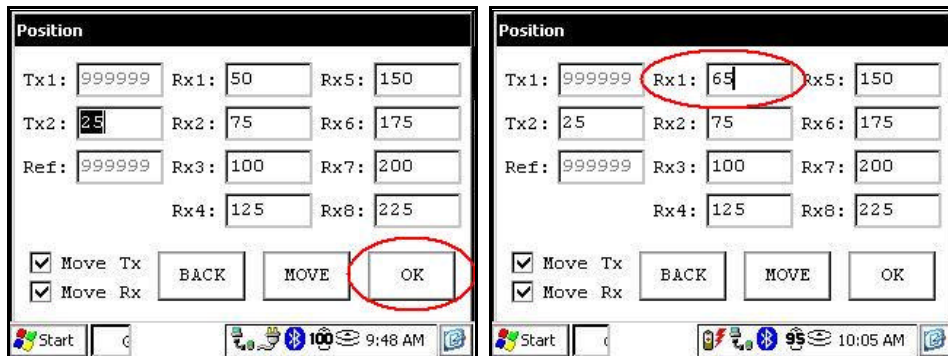 Position
Tx1: 999999 Rx1: 50 Rx5: 150
Tx2: 25 Rx2: 75 Rx6: 175
Ref: 999999 Rx3: 100 Rx7: 200
Rx4: 125 Rx8: 225
Move Tx
Move Rx
BACK MOVE OK
Start 100 9:48 AM
Position
Tx1: 999999 Rx1: 65 Rx5: 150
Tx2: 25 Rx2: 75 Rx6: 175
Ref: 999999 Rx3: 100 Rx7: 200
Rx4: 125 Rx8: 225
Move Tx
Move Rx
BACK MOVE OK
Start 95 10:05 AM